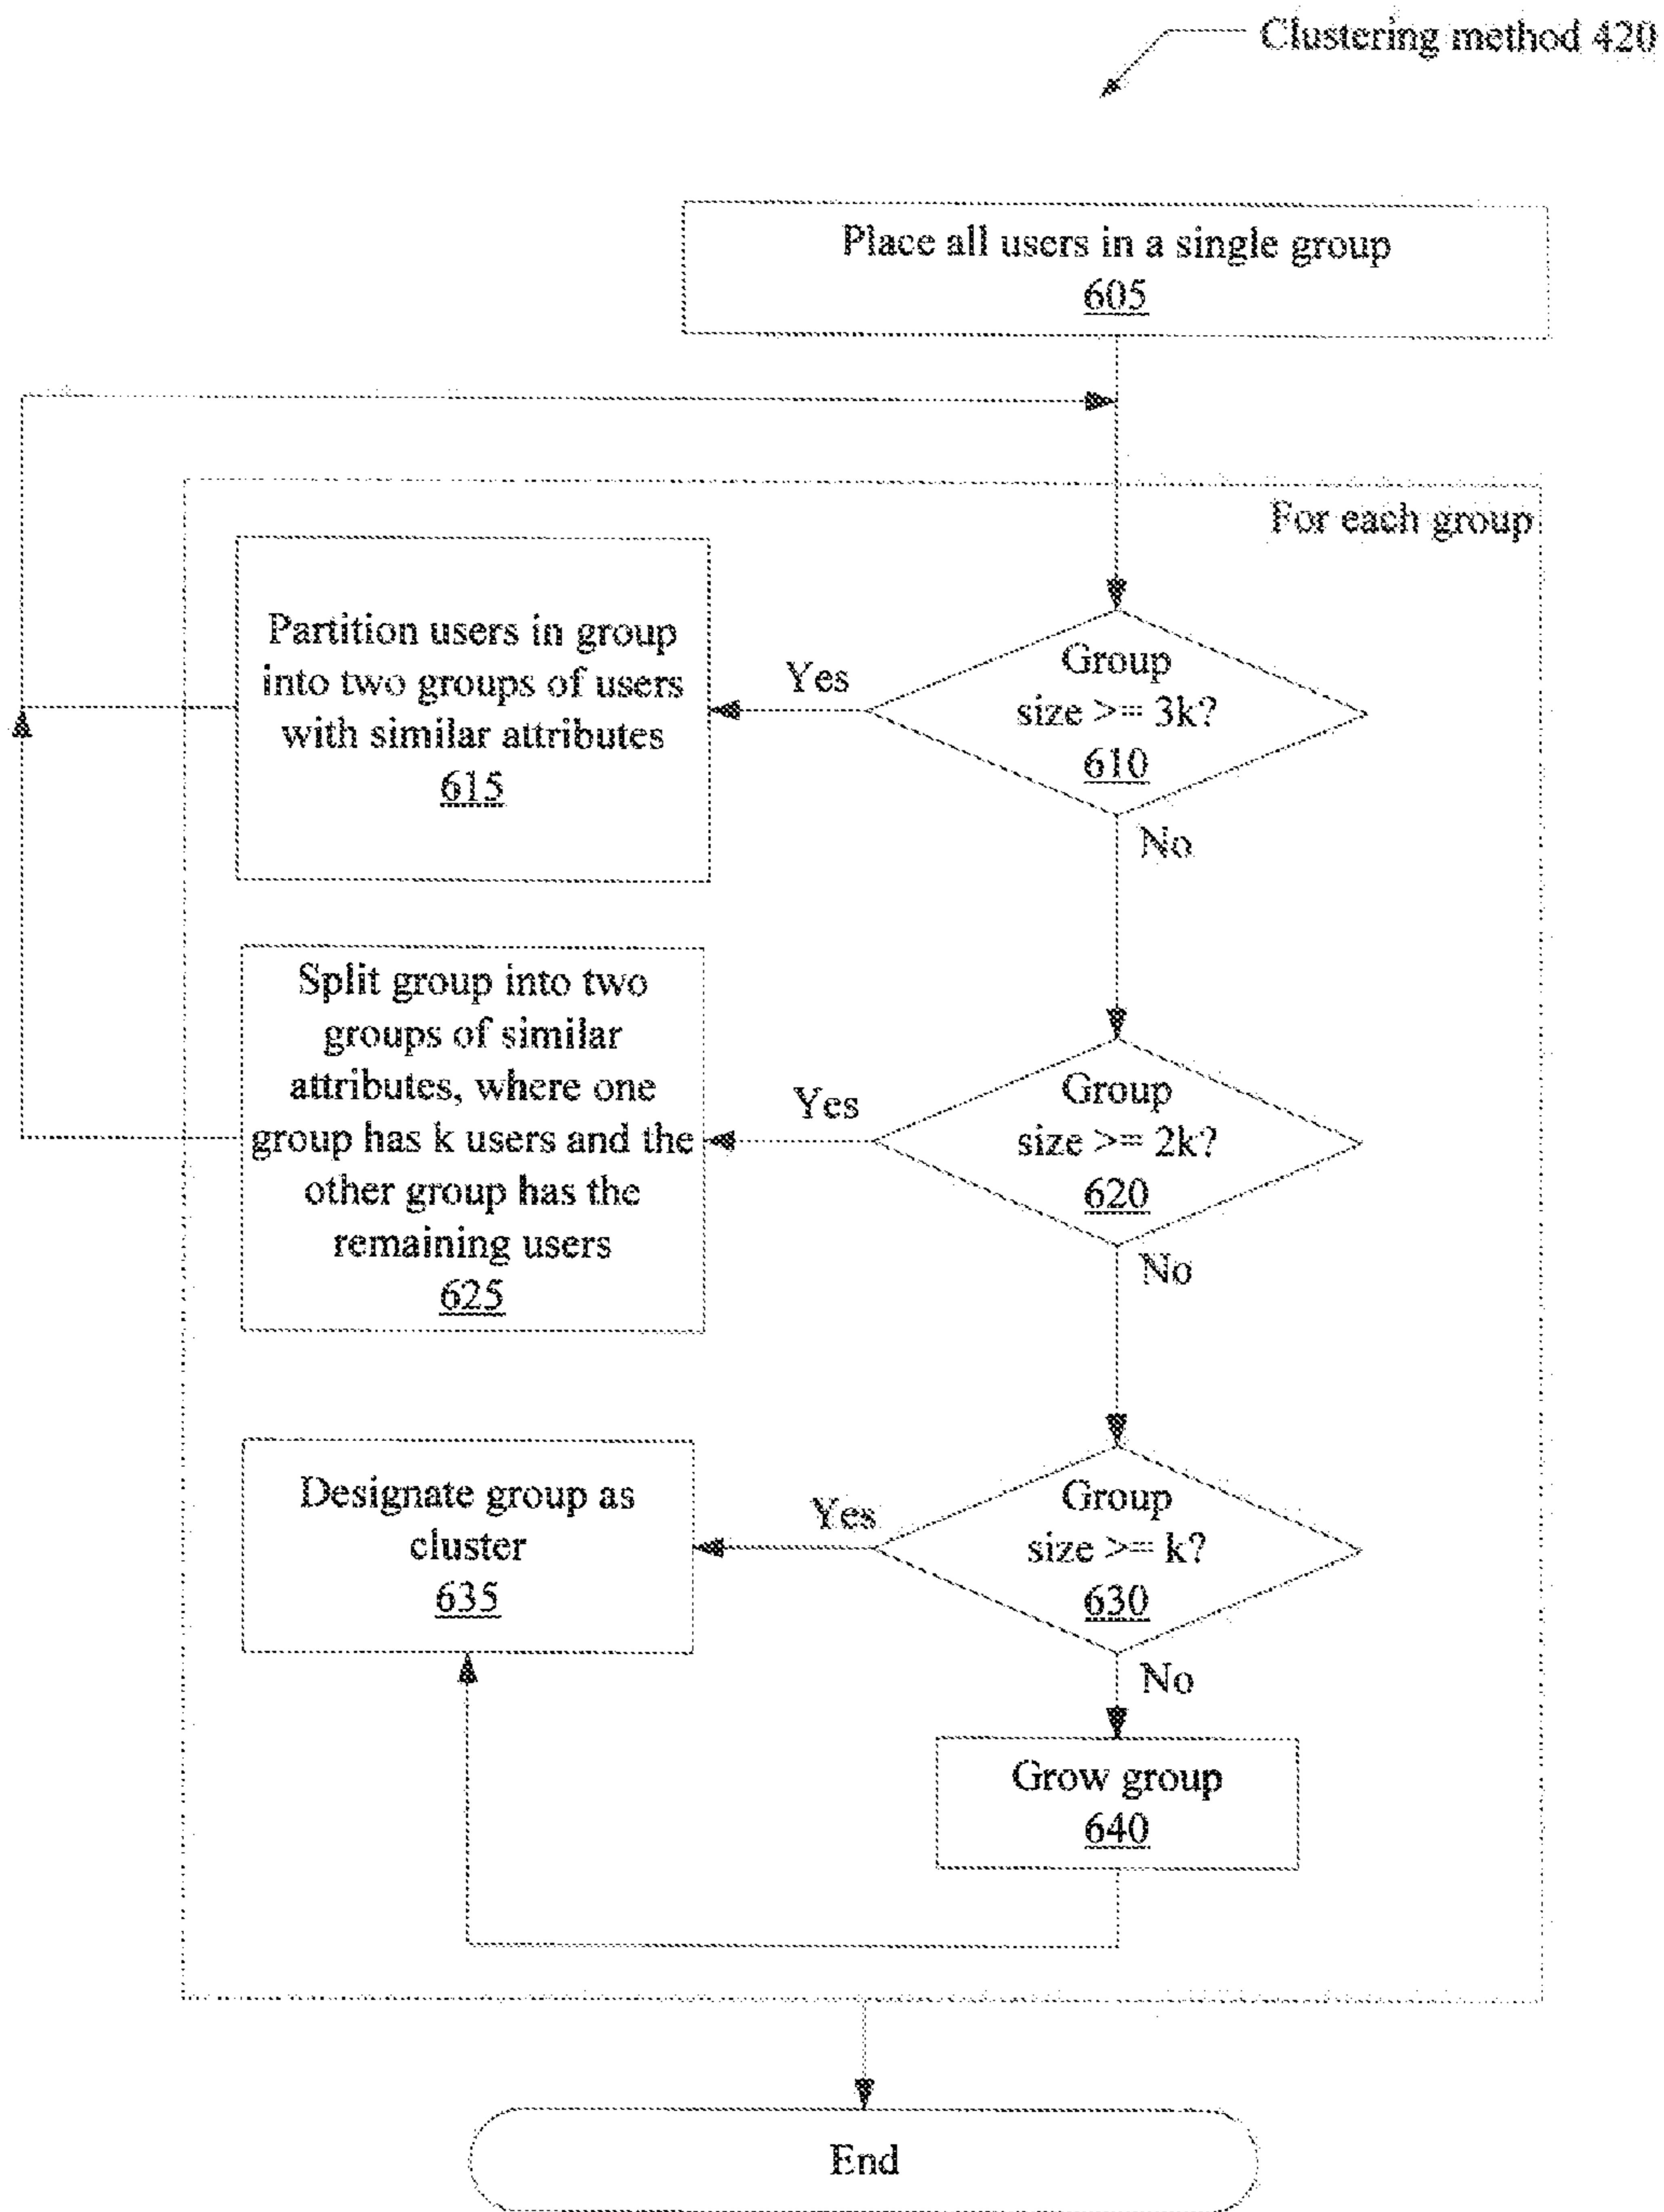 Clustering method 420
Place all users in a single group
605
For each group
Partition users in group
into two groups of users
with similar attributes
615
Yes
Group
size >= 3k?
610
No
Split group into two
groups of similar
attributes, where one
group has k users and the
other group has the
remaining users
625
Yes
Group
size >= 2k?
620
No
Designate group as
cluster
635
Yes
Group
size >= k?
630
No
Grow group
640
End